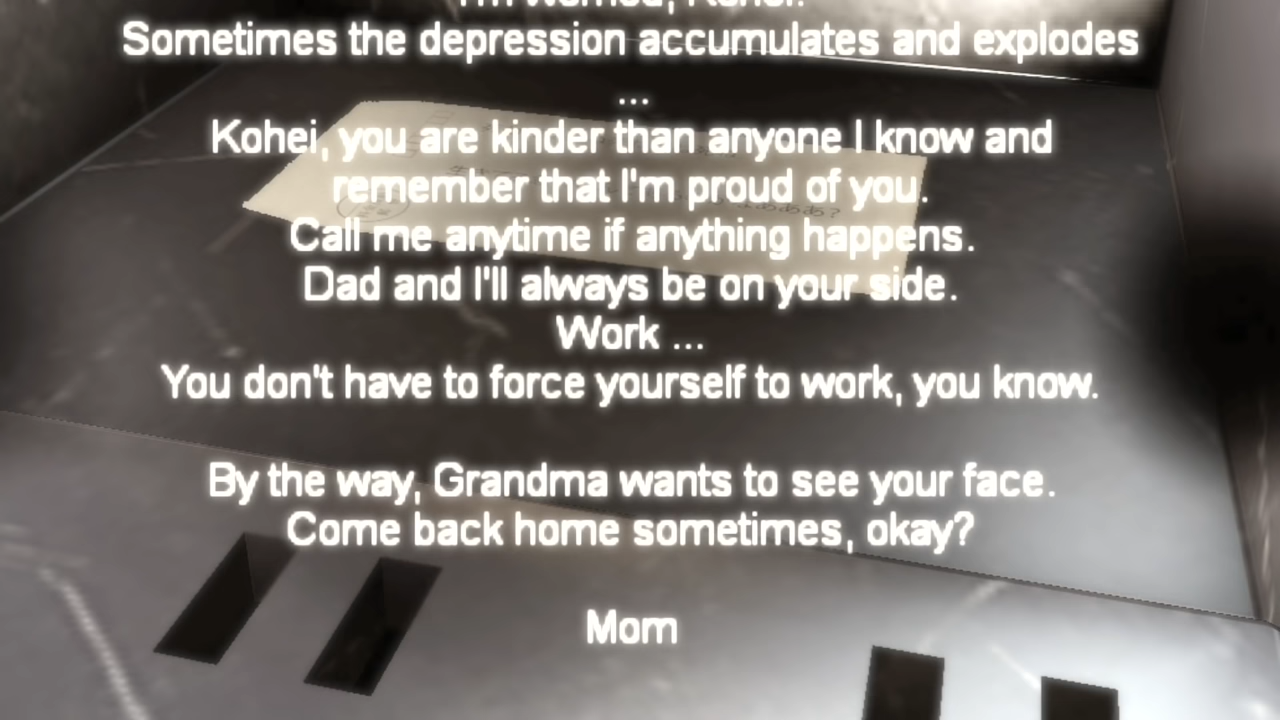 I'm worried, Kohei.
Sometimes the depression accumulates and explodes
...
Kohei, you are kinder than anyone I know and
remember that I'm proud of you.
Call me anytime if anything happens.
Dad and I'll always be on your side.
Work ...
You don't have to force yourself to work, you know.
By the way, Grandma wants to see your face.
Come back home sometimes, okay?
Mom